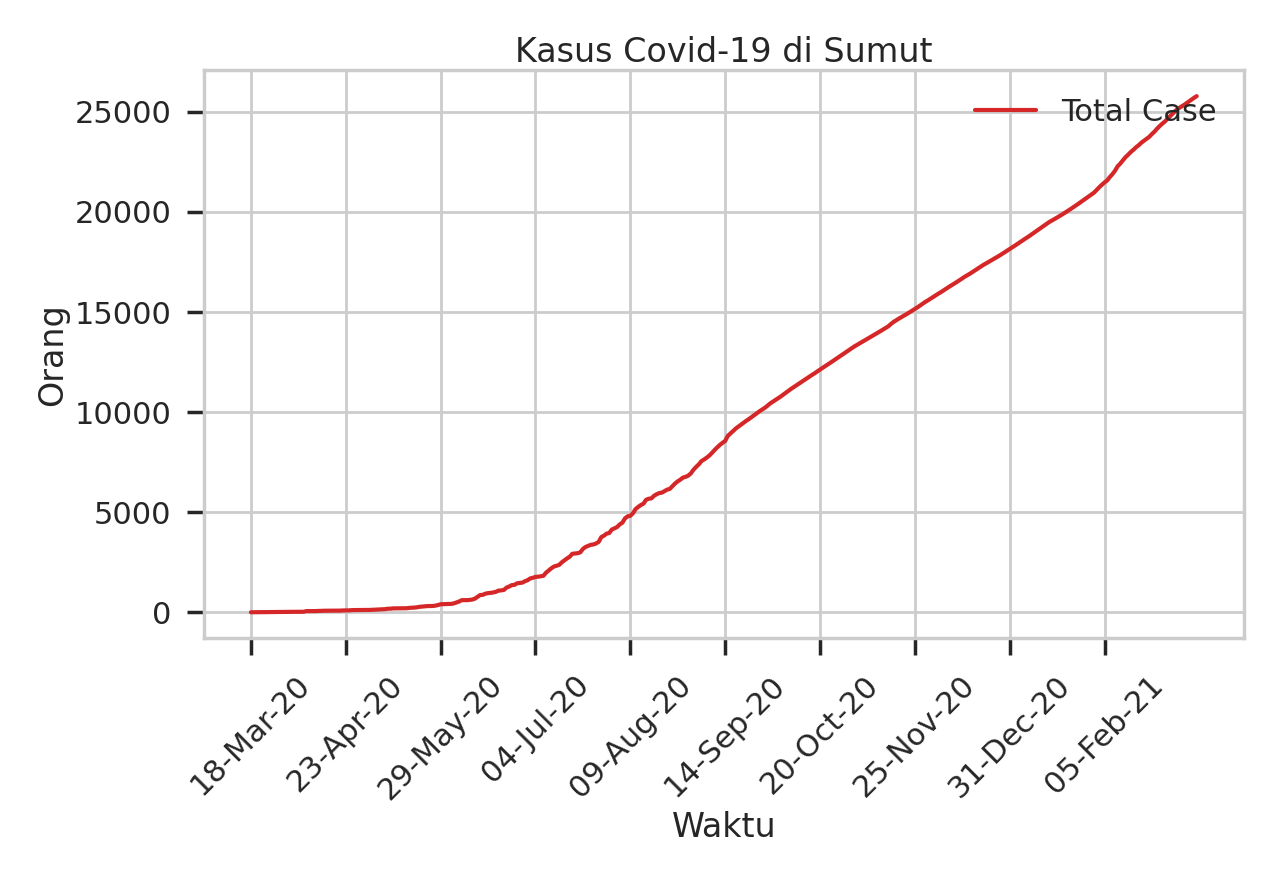 Kasus Covid-19 di Sumut
Total Case
25000
20000
15000
10000
5000
0
Orang
18-Mar-20
23-Apr-20
29-May-20
04-Jul-20
09-Aug-20
14-Sep-20
20-Oct-20
25-Nov-20
31-Dec-20
05-Feb-21
Waktu